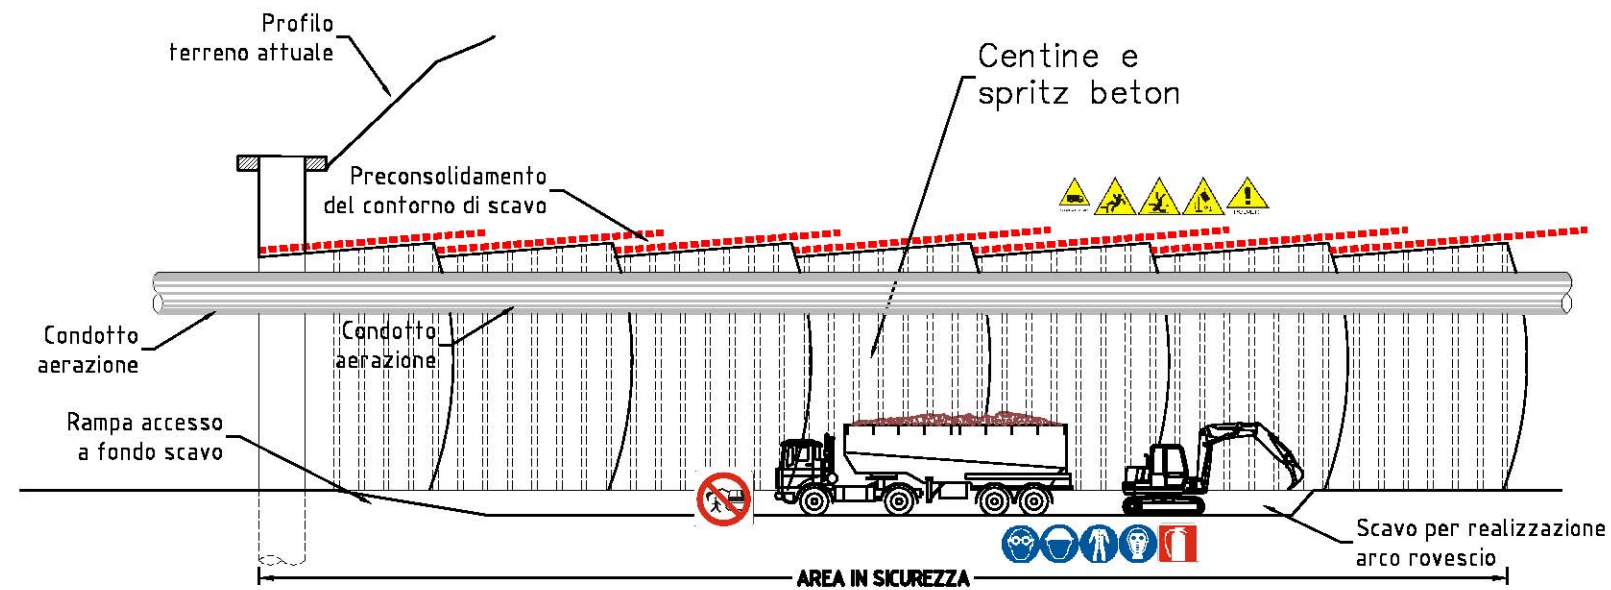 Profilo
terreno attuale
Centine e
spritz beton
Preconsolidamento
del contorno di scavo
Condotto
aerazione
Condotto
aerazione
Rampa accesso
a fondo scavo
Scavo per realizzazione
arco rovescio
AREA IN SICUREZZA